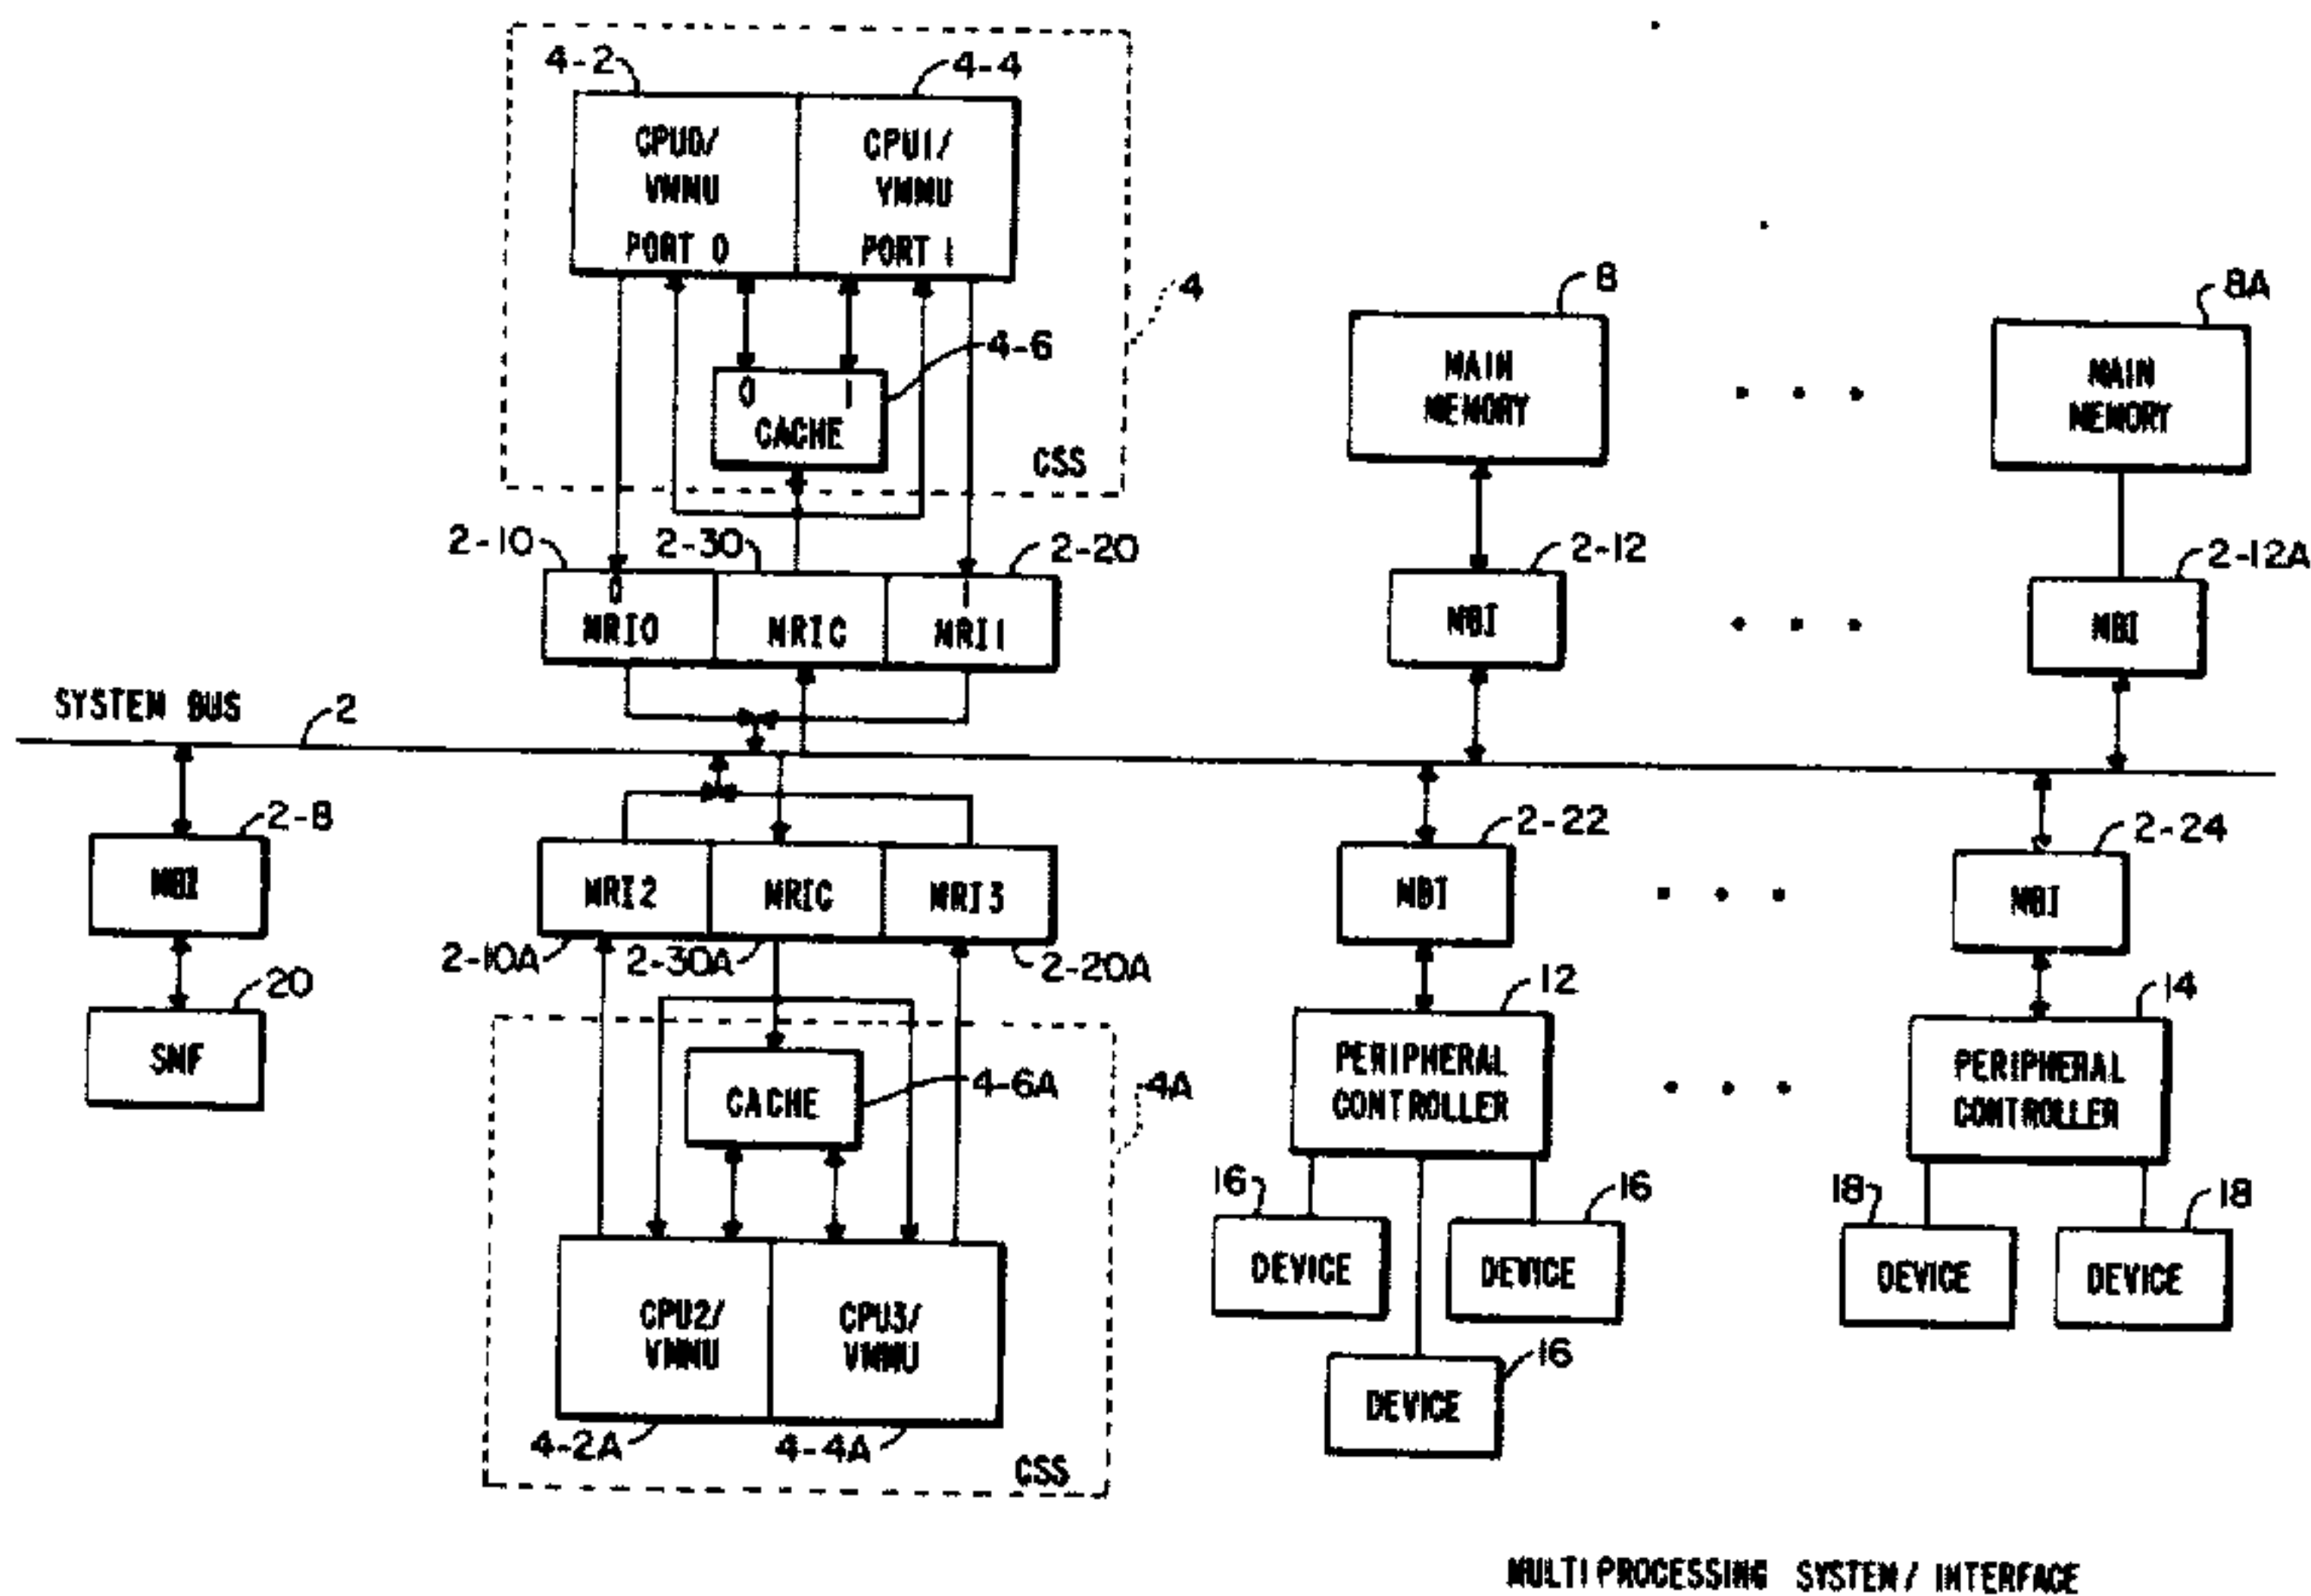 4-2
4-4
CPU0/
VMMU
PORT 0
CPU1/
VMMU
PORT 1
4
4-6
0
1
CACHE
CSS
8
MAIN
MEMORY
8A
MAIN
MEMORY
2-10
2-30
2-20
0
MRI0
MRIC
1
MRI1
2-12
MBI
2-12A
MBI
SYSTEM BUS
2
2-8
MBI
20
SMF
MRI2
MRIC
MRI3
2-10A
2-30A
2-20A
2-22
MBI
2-24
MBI
12
PERIPHERAL
CONTROLLER
14
PERIPHERAL
CONTROLLER
CACHE
4-6A
4A
16
DEVICE
16
DEVICE
16
DEVICE
18
DEVICE
18
DEVICE
CPU2/
VMMU
CPU3/
VMMU
4-2A
4-4A
CSS
MULTIPROCESSING SYSTEM/INTERFACE